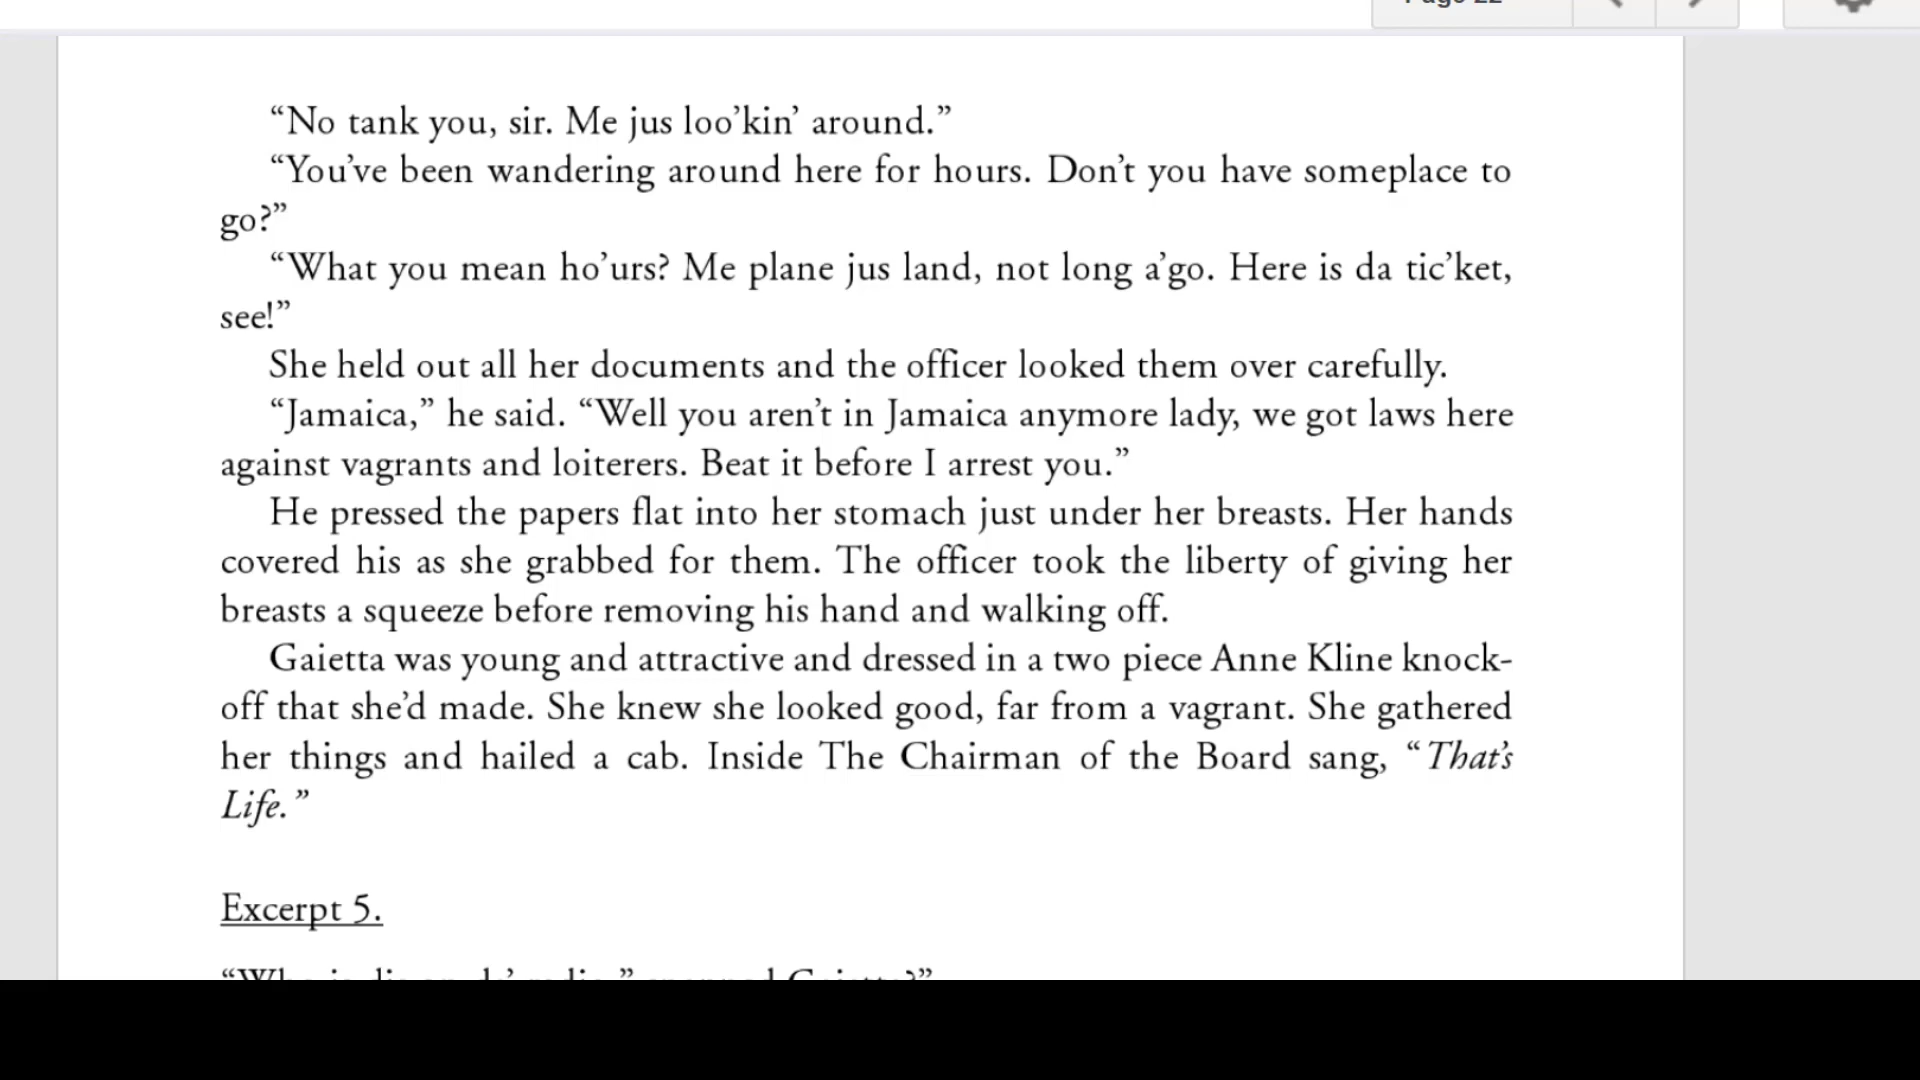 “No tank you, sir. Me jus loo’kin’ around.”
“You’ve been wandering around here for hours. Don’t you have someplace to
go?”
“What you mean ho’urs? Me plane jus land, not long a’go. Here is da tic’ket,
see!”
She held out all her documents and the officer looked them over carefully.
“Jamaica,” he said. “Well you aren’t in Jamaica anymore lady, we got laws here
against vagrants and loiterers. Beat it before I arrest you.”
He pressed the papers flat into her stomach just under her breasts. Her hands
covered his as she grabbed for them. The officer took the liberty of giving her
breasts a squeeze before removing his hand and walking off.
Gaietta was young and attractive and dressed in a two piece Anne Kline knock-
off that she’d made. She knew she looked good, far from a vagrant. She gathered
her things and hailed a cab. Inside The Chairman of the Board sang, “That’s
Life.”
Excerpt 5.